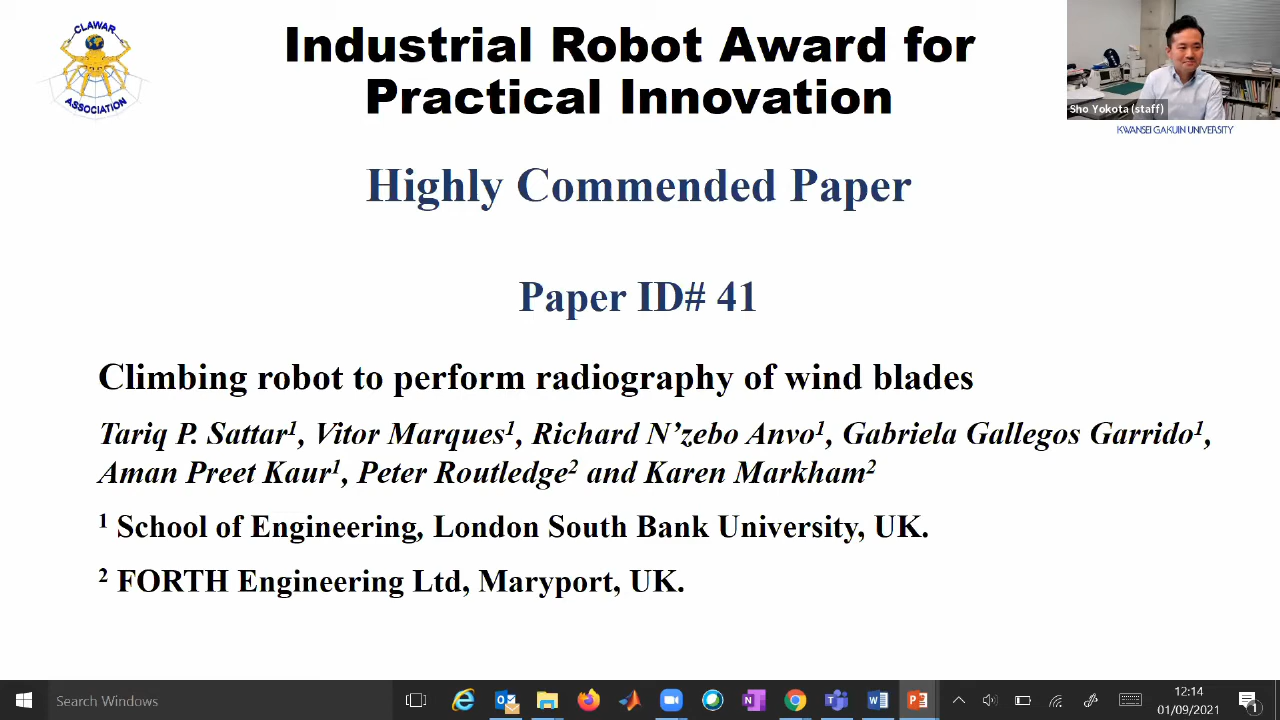 CLAWAR
ASSOCIATION
Industrial Robot Award for
Practical Innovation
Sho Yokota (staff)
KWANSEI GAKUIN UNIVERSITY
Highly Commended Paper
Paper ID# 41
Climbing robot to perform radiography of wind blades
Tariq P. Sattar¹, Vitor Marques¹, Richard N’zebo Anvo¹, Gabriela Gallegos Garrido¹,
Aman Preet Kaur¹, Peter Routledge² and Karen Markham²
¹ School of Engineering, London South Bank University, UK.
² FORTH Engineering Ltd, Maryport, UK.
Search Windows
12:14
01/09/2021
1